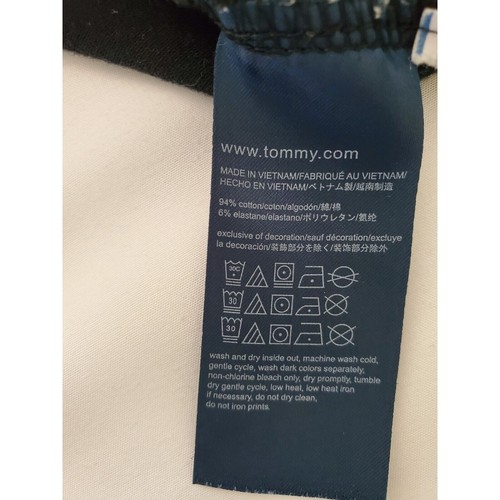 www.tommy.com
MADE IN VIETNAM/FABRIQUÉ AU VIETNAM/
HECHO EN VIETNAM/ベトナム製/越南制造
94% cotton/coton/algodón/綿/棉
6% elastane/elastano/ポリウレタン/氨纶
exclusive of decoration/sauf décoration/excluye
la decoración/装飾部分を除く/装饰部分除外
30C
30
30
wash and dry inside out, machine wash cold,
gentle cycle, wash dark colors separately,
non-chlorine bleach only, dry promptly, tumble
dry gentle cycle, low heat, low heat iron
if necessary, do not dry clean,
do not iron prints.